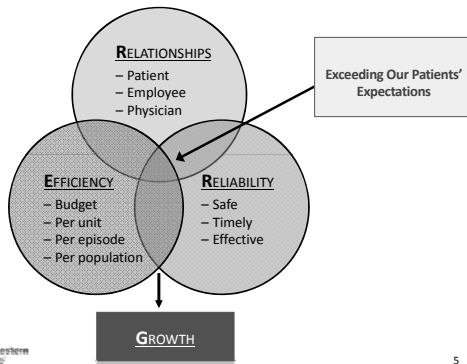 RELATIONSHIPS
– Patient
– Employee
– Physician
Exceeding Our Patients’
Expectations
EFFICIENCY
– Budget
– Per unit
– Per episode
– Per population
RELIABILITY
– Safe
– Timely
– Effective
GROWTH
5